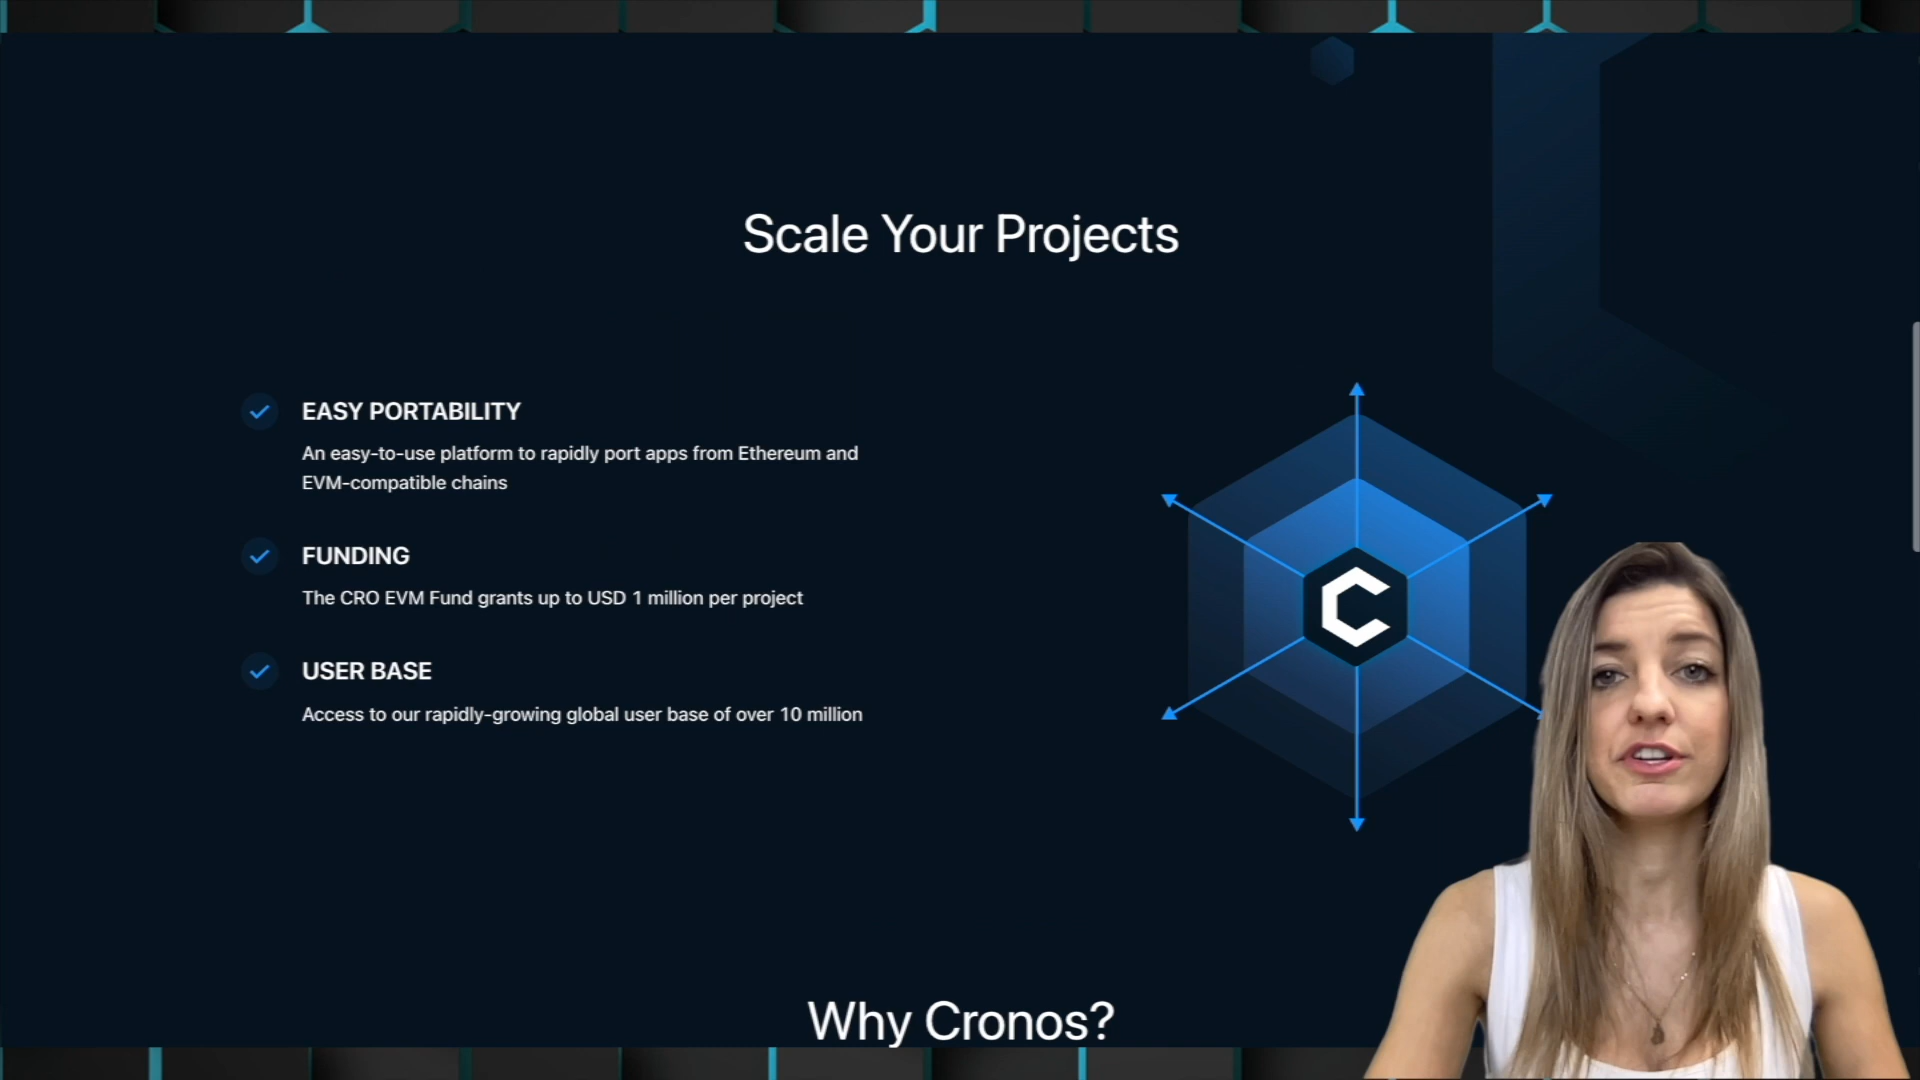 Scale Your Projects
EASY PORTABILITY
An easy-to-use platform to rapidly port apps from Ethereum and
EVM-compatible chains
FUNDING
The CRO EVM Fund grants up to USD 1 million per project
USER BASE
Access to our rapidly-growing global user base of over 10 million
Why Cronos?